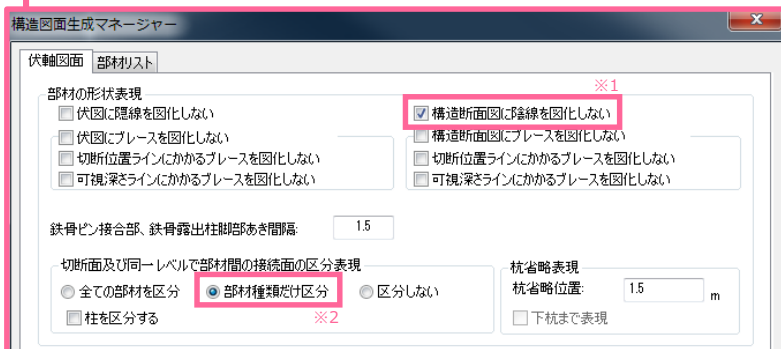 構造図面生成マネージャー
伏軸図面 部材リスト
※1
部材の形状表現
伏図に隠線を図化しない 構造断面図に陰線を図化しない
伏図にブレースを図化しない 構造断面図にブレースを図化しない
切断位置ラインにかかるブレースを図化しない 切断位置ラインにかかるブレースを図化しない
可視深さラインにかかるブレースを図化しない 可視深さラインにかかるブレースを図化しない
鉄骨ピン接合部、鉄骨露出柱脚部あき間隔: 1.5
切断面及び同一レベルで部材間の接続面の区分表現 杭省略表現
全ての部材を区分 部材種類だけ区分 区分しない 杭省略位置: 1.5 m
柱を区分する ※2 下杭まで表現